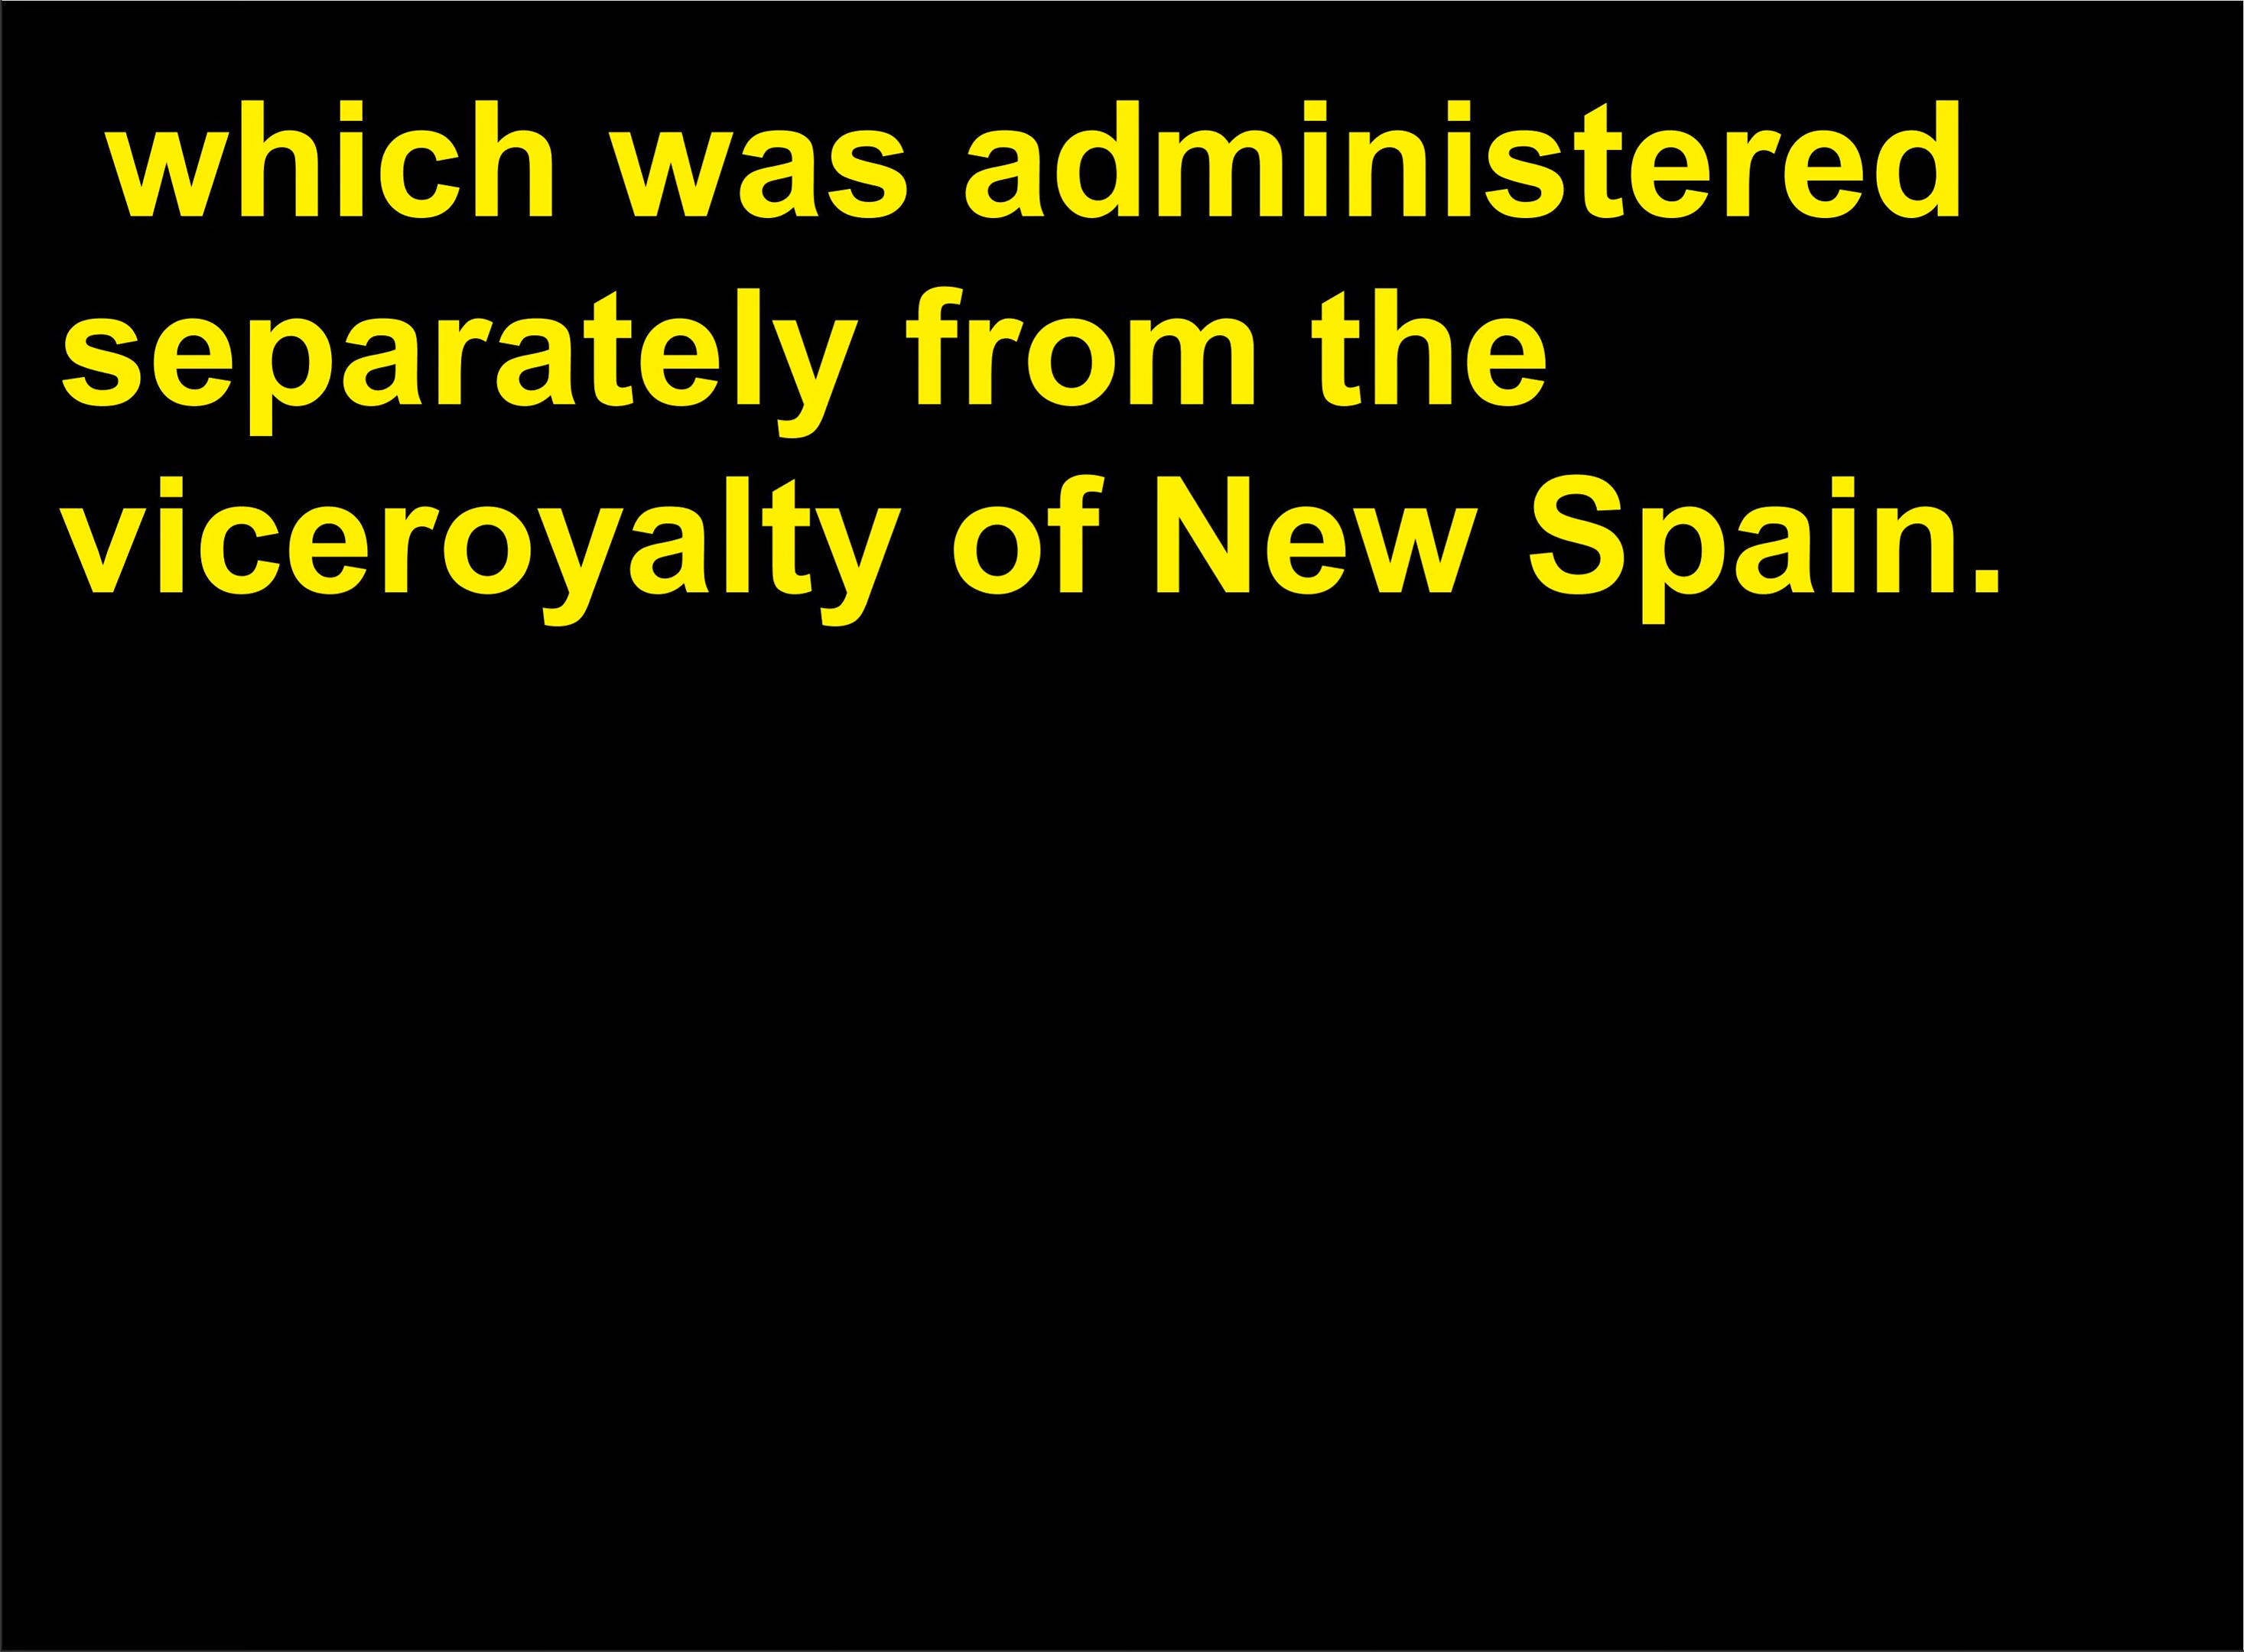 which was administered
separately from the
viceroyalty of New Spain.